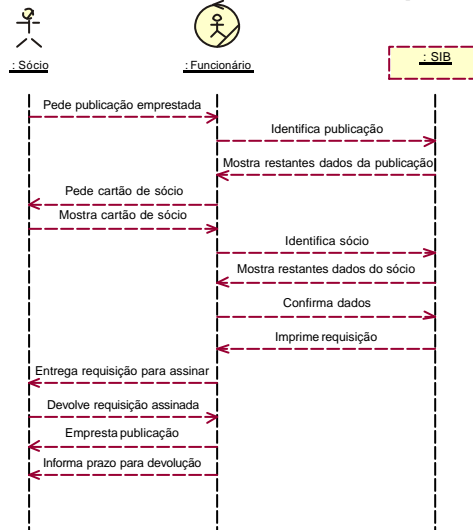 : Sócio
: Funcionário
: SIB
Pede publicação emprestada
Identifica publicação
Mostra restantes dados da publicação
Pede cartão de sócio
Mostra cartão de sócio
Identifica sócio
Mostra restantes dados do sócio
Confirma dados
Imprime requisição
Entrega requisição para assinar
Devolve requisição assinada
Empresta publicação
Informa prazo para devolução